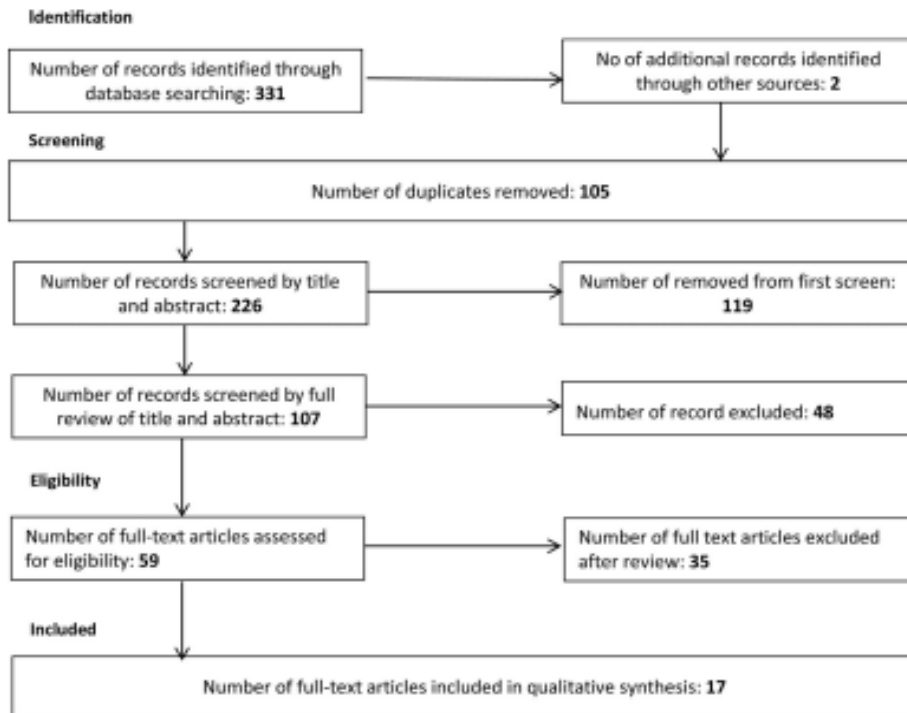 Identification
Number of records identified through
database searching: 331
No of additional records identified
through other sources: 2
Screening
Number of duplicates removed: 105
Number of records screened by title
and abstract: 226
Number of removed from first screen:
119
Number of records screened by full
review of title and abstract: 107
Number of record excluded: 48
Eligibility
Number of full-text articles assessed
for eligibility: 59
Number of full text articles excluded
after review: 35
Included
Number of full-text articles included in qualitative synthesis: 17